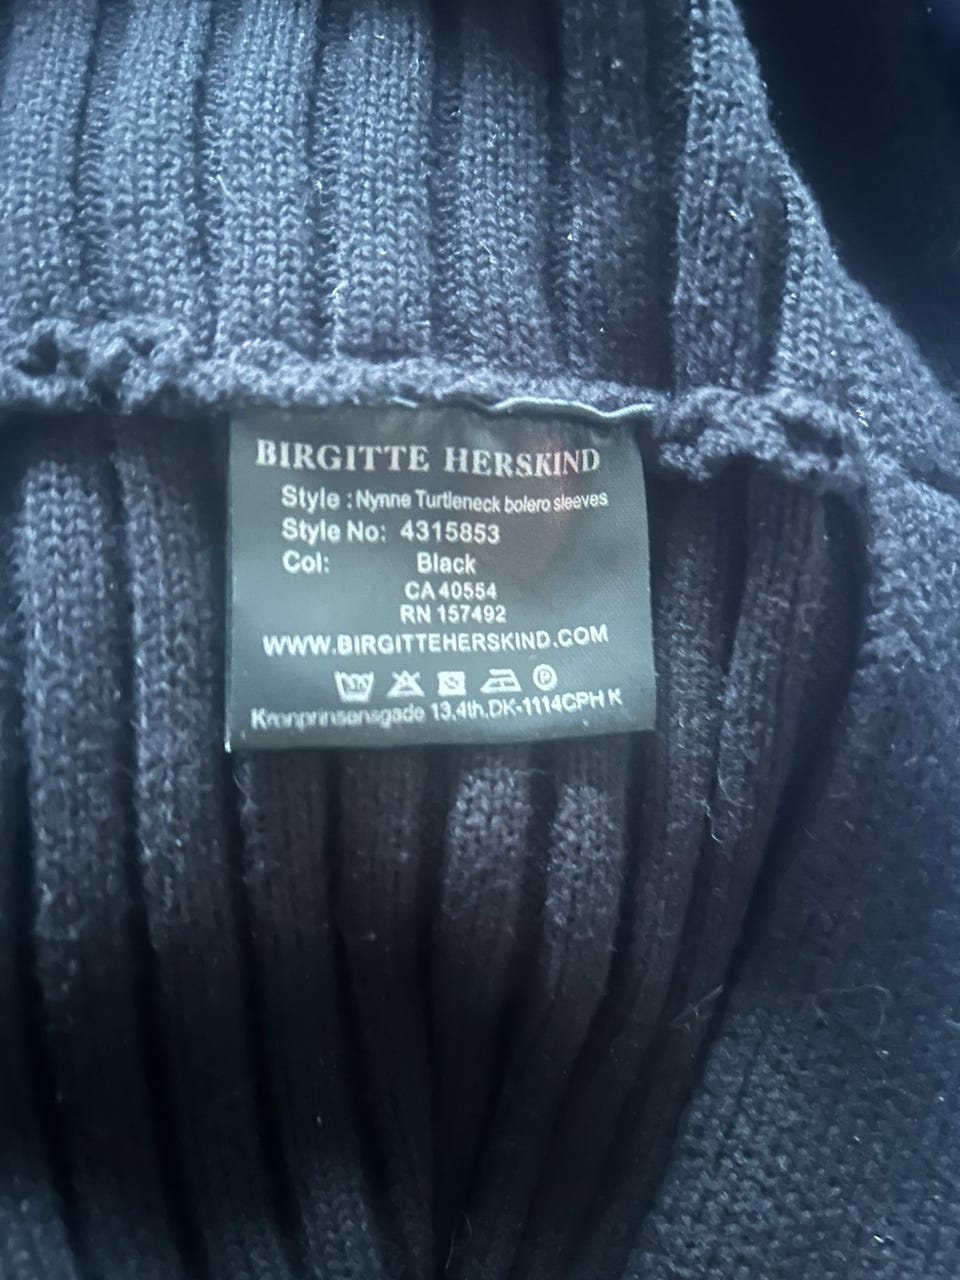 BIRGITTE HERSKIND
Style : Nynne Turtleneck bolero sleeves
Style No: 4315853
Col: Black
CA 40554
RN 157492
WWW.BIRGITTEHERSKIND.COM
P
Kronprinsensgade 13,4th,DK-1114CPH K